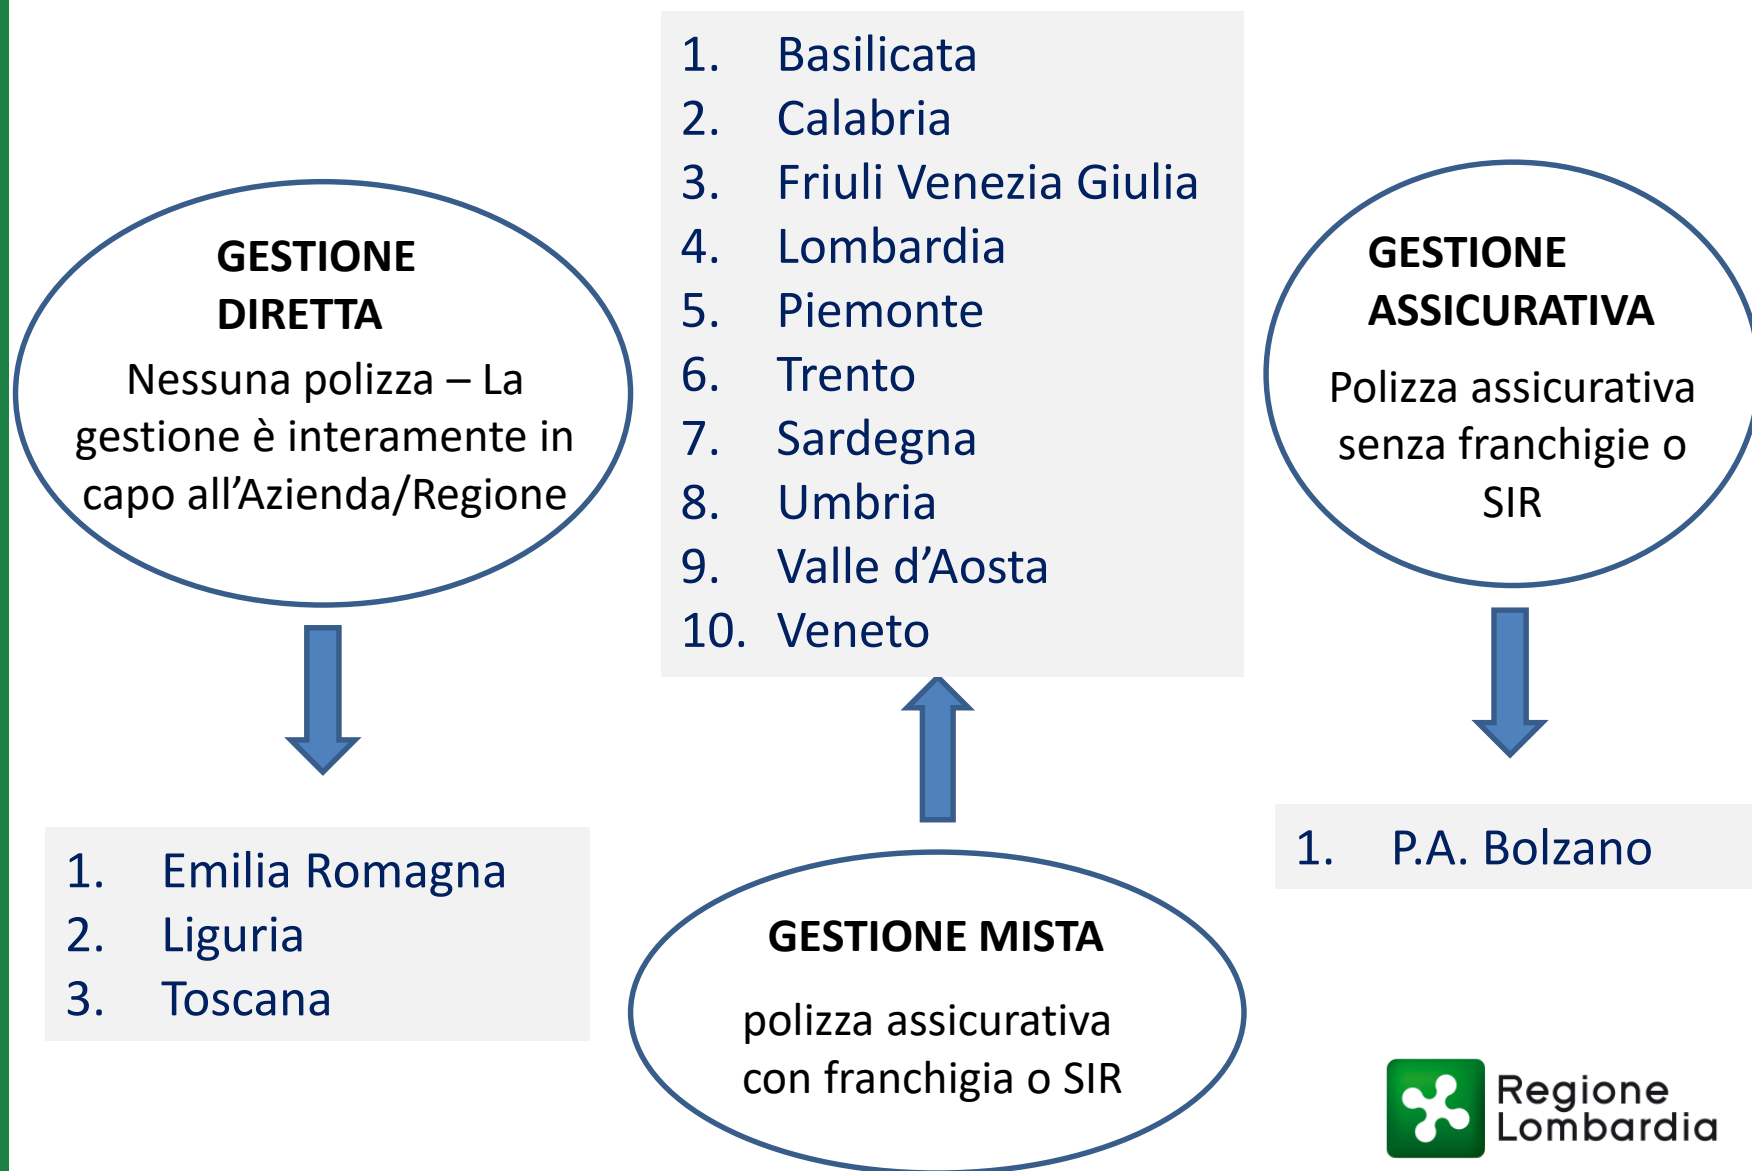 GESTIONE
DIRETTA
Nessuna polizza – La
gestione è interamente in
capo all’Azienda/Regione
1. Emilia Romagna
2. Liguria
3. Toscana
1. Basilicata
2. Calabria
3. Friuli Venezia Giulia
4. Lombardia
5. Piemonte
6. Trento
7. Sardegna
8. Umbria
9. Valle d’Aosta
10. Veneto
GESTIONE MISTA
polizza assicurativa
con franchigia o SIR
GESTIONE
ASSICURATIVA
Polizza assicurativa
senza franchigie o
SIR
1. P.A. Bolzano
Regione
Lombardia